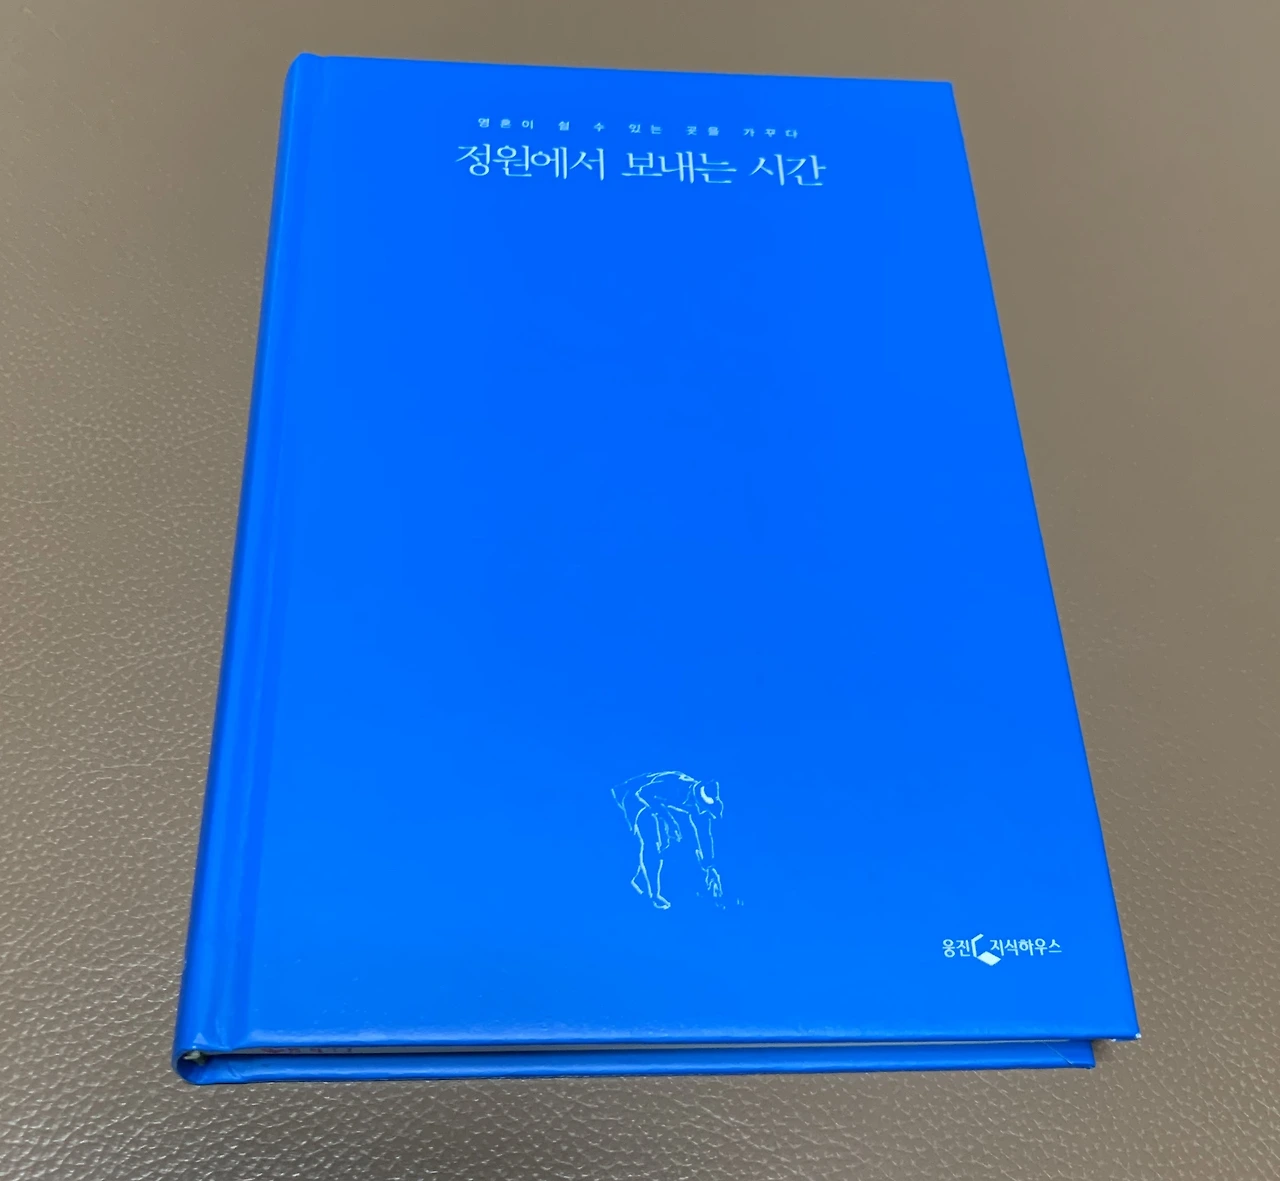 영혼이 쉴 수 있는 곳을 가꾸다
정원에서 보내는 시간
웅진 지식하우스